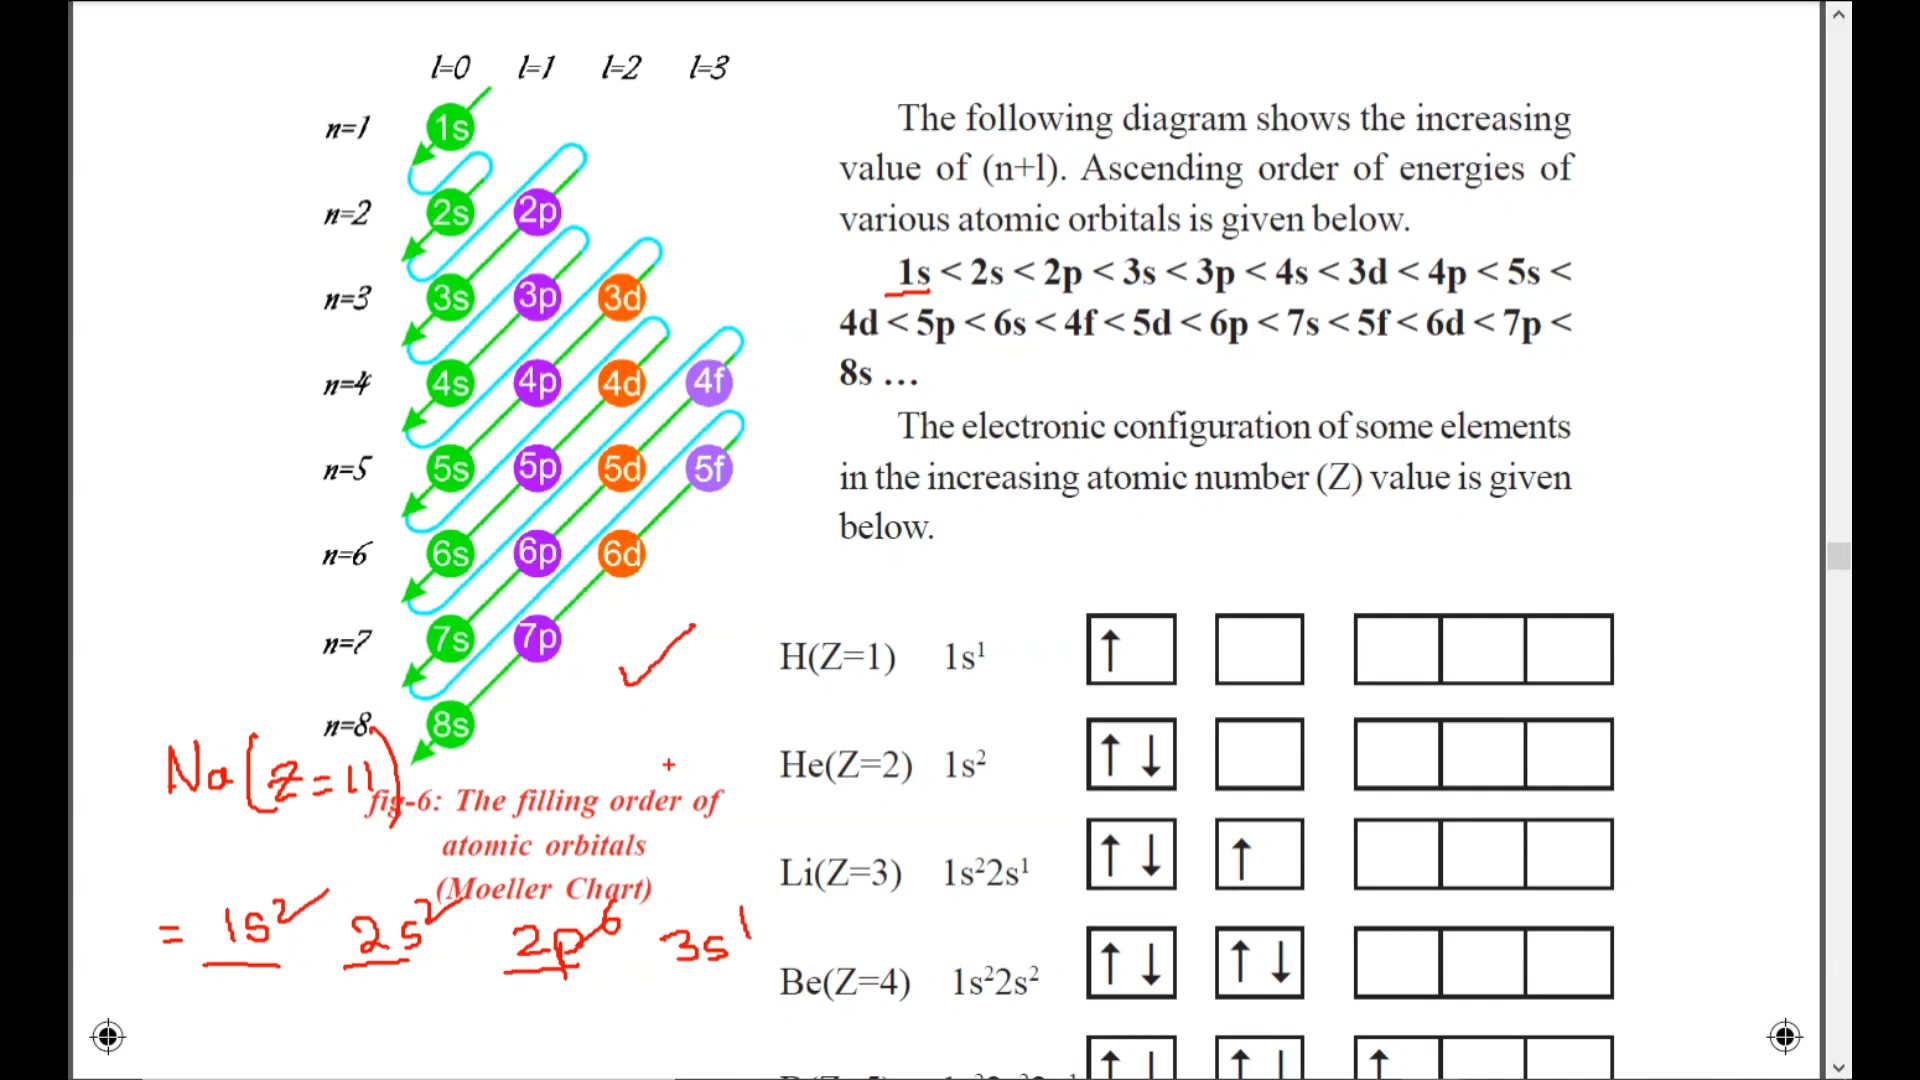 l=0 l=1 l=2 l=3
n=1 1s
n=2 2s 2p
n=3 3s 3p 3d
n=4 4s 4p 4d 4f
n=5 5s 5p 5d 5f
n=6 6s 6p 6d
n=7 7s 7p
n=8 8s
Na (Z=11)
fig-6: The filling order of
atomic orbitals
(Moeller Chart)
= 1s² 2s² 2p⁶ 3s¹
The following diagram shows the increasing
value of (n+l). Ascending order of energies of
various atomic orbitals is given below.
1s < 2s < 2p < 3s < 3p < 4s < 3d < 4p < 5s <
4d < 5p < 6s < 4f < 5d < 6p < 7s < 5f < 6d < 7p <
8s ...
The electronic configuration of some elements
in the increasing atomic number (Z) value is given
below.
H(Z=1) 1s¹ ↑
He(Z=2) 1s² ↑ ↓
Li(Z=3) 1s²2s¹ ↑ ↓ ↑
Be(Z=4) 1s²2s² ↑ ↓ ↑ ↓